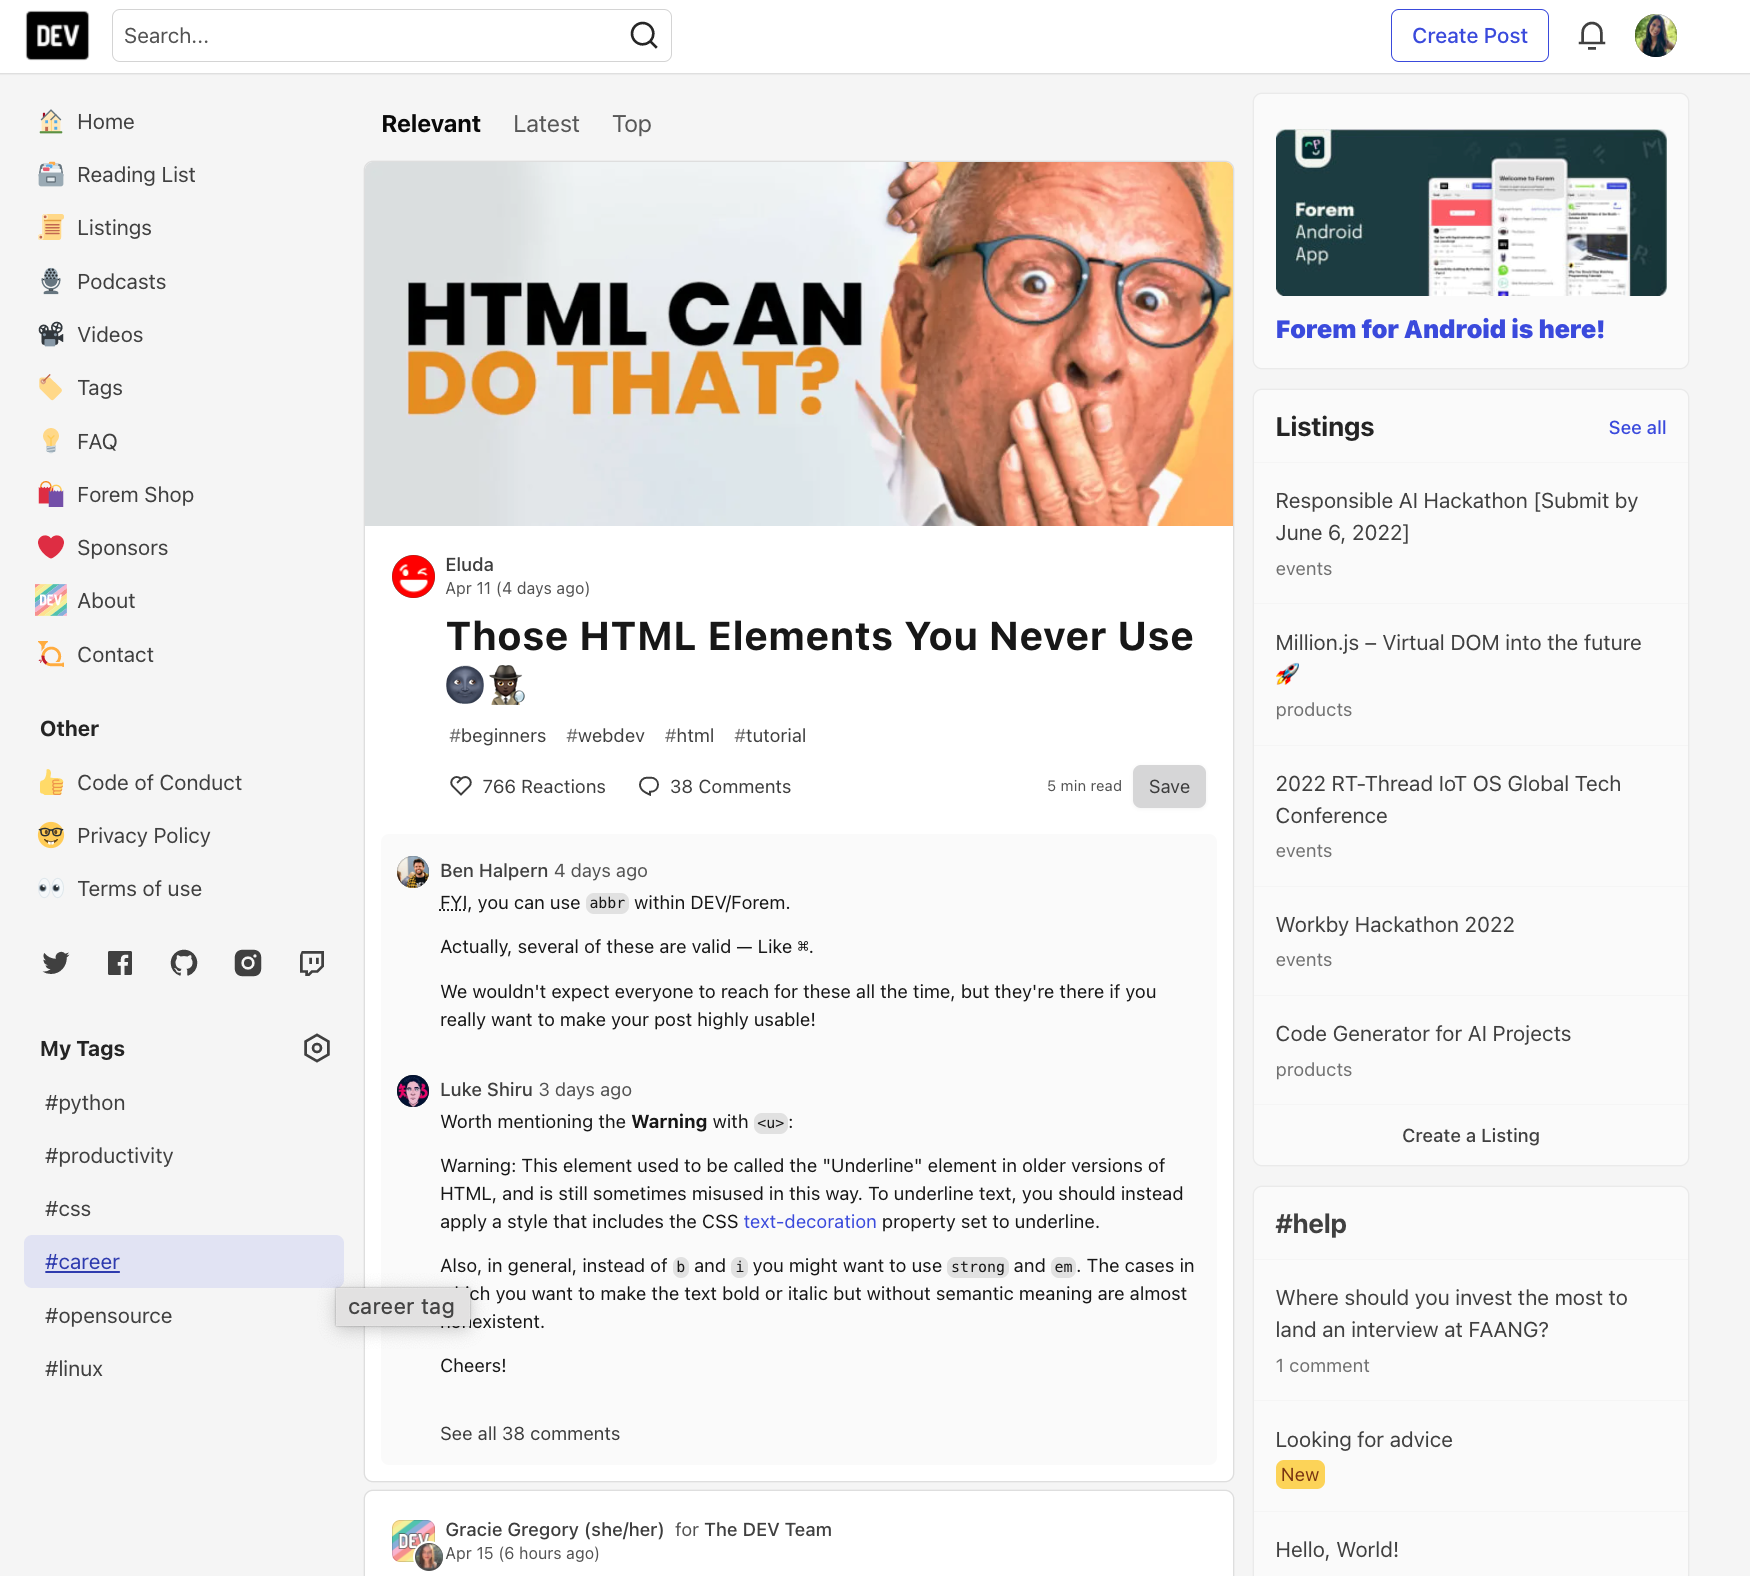 DEV
Search...
Create Post
Home
Reading List
Listings
Podcasts
Videos
Tags
FAQ
Forem Shop
Sponsors
About
Contact
Other
Code of Conduct
Privacy Policy
Terms of use
My Tags
#python
#productivity
#css
#career
career tag
#opensource
#linux
Relevant
Latest
Top
HTML CAN
DO THAT?
Eluda
Apr 11 (4 days ago)
Those HTML Elements You Never Use
🌚🕵🏿
#beginners #webdev #html #tutorial
766 Reactions
38 Comments
5 min read
Save
Ben Halpern 4 days ago
FYI, you can use abbr within DEV/Forem.
Actually, several of these are valid — Like ⌘.
We wouldn't expect everyone to reach for these all the time, but they're there if you
really want to make your post highly usable!
Luke Shiru 3 days ago
Worth mentioning the Warning with <u>:
Warning: This element used to be called the "Underline" element in older versions of
HTML, and is still sometimes misused in this way. To underline text, you should instead
apply a style that includes the CSS text-decoration property set to underline.
Also, in general, instead of b and i you might want to use strong and em. The cases in
which you want to make the text bold or italic but without semantic meaning are almost
nonexistent.
Cheers!
See all 38 comments
DEV
Gracie Gregory (she/her) for The DEV Team
Apr 15 (6 hours ago)
Forem
Android
App
Welcome to Forem
Forem for Android is here!
Listings
See all
Responsible AI Hackathon [Submit by
June 6, 2022]
events
Million.js – Virtual DOM into the future
🚀
products
2022 RT-Thread IoT OS Global Tech
Conference
events
Workby Hackathon 2022
events
Code Generator for AI Projects
products
Create a Listing
#help
Where should you invest the most to
land an interview at FAANG?
1 comment
Looking for advice
New
Hello, World!